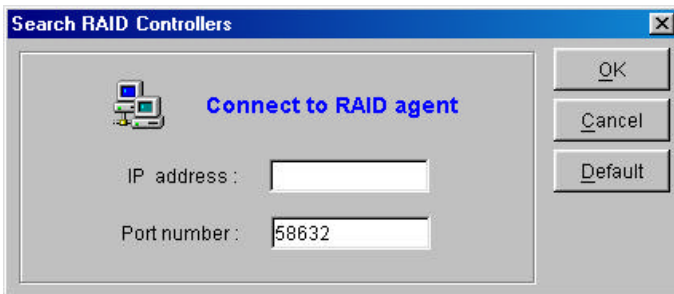 Search RAID Controllers
Connect to RAID agent
IP address :
Port number : 58632
OK
Cancel
Default